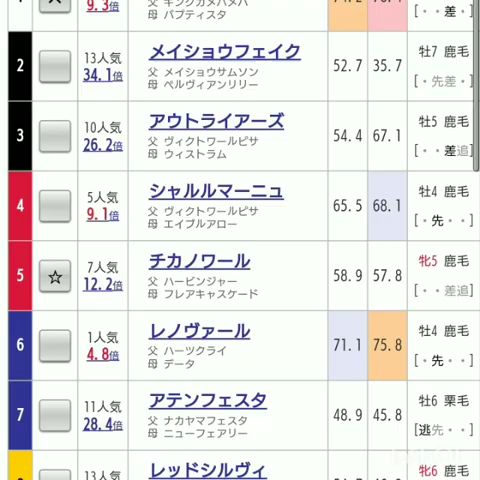 9.3倍
父 キングカメハメハ
母 バプティスタ
[・・差・]
2
13人気
34.1倍
メイショウフェイク
父 メイショウサムソン
母 ペルヴィアンリリー
52.7 35.7
牡7 鹿毛
[・先差・]
3
10人気
26.2倍
アウトライアーズ
父 ヴィクトワールピサ
母 ウィストラム
54.4 67.1
牡5 鹿毛
[・・差追]
4
5人気
9.1倍
シャルルマーニュ
父 ヴィクトワールピサ
母 エイプルアロー
65.5 68.1
牡4 鹿毛
[・先・・]
5
☆
7人気
12.2倍
チカノワール
父 ハービンジャー
母 フレアキャスケード
58.9 57.8
牝5 鹿毛
[・・差追]
6
1人気
4.8倍
レノヴァール
父 ハーツクライ
母 データ
71.1 75.8
牡4 鹿毛
[・先・・]
7
11人気
28.4倍
アテンフェスタ
父 ナカヤマフェスタ
母 ニューフェアリー
48.9 45.8
牡6 栗毛
[逃先・・]
13人気
レッドシルヴィ
牝6 鹿毛